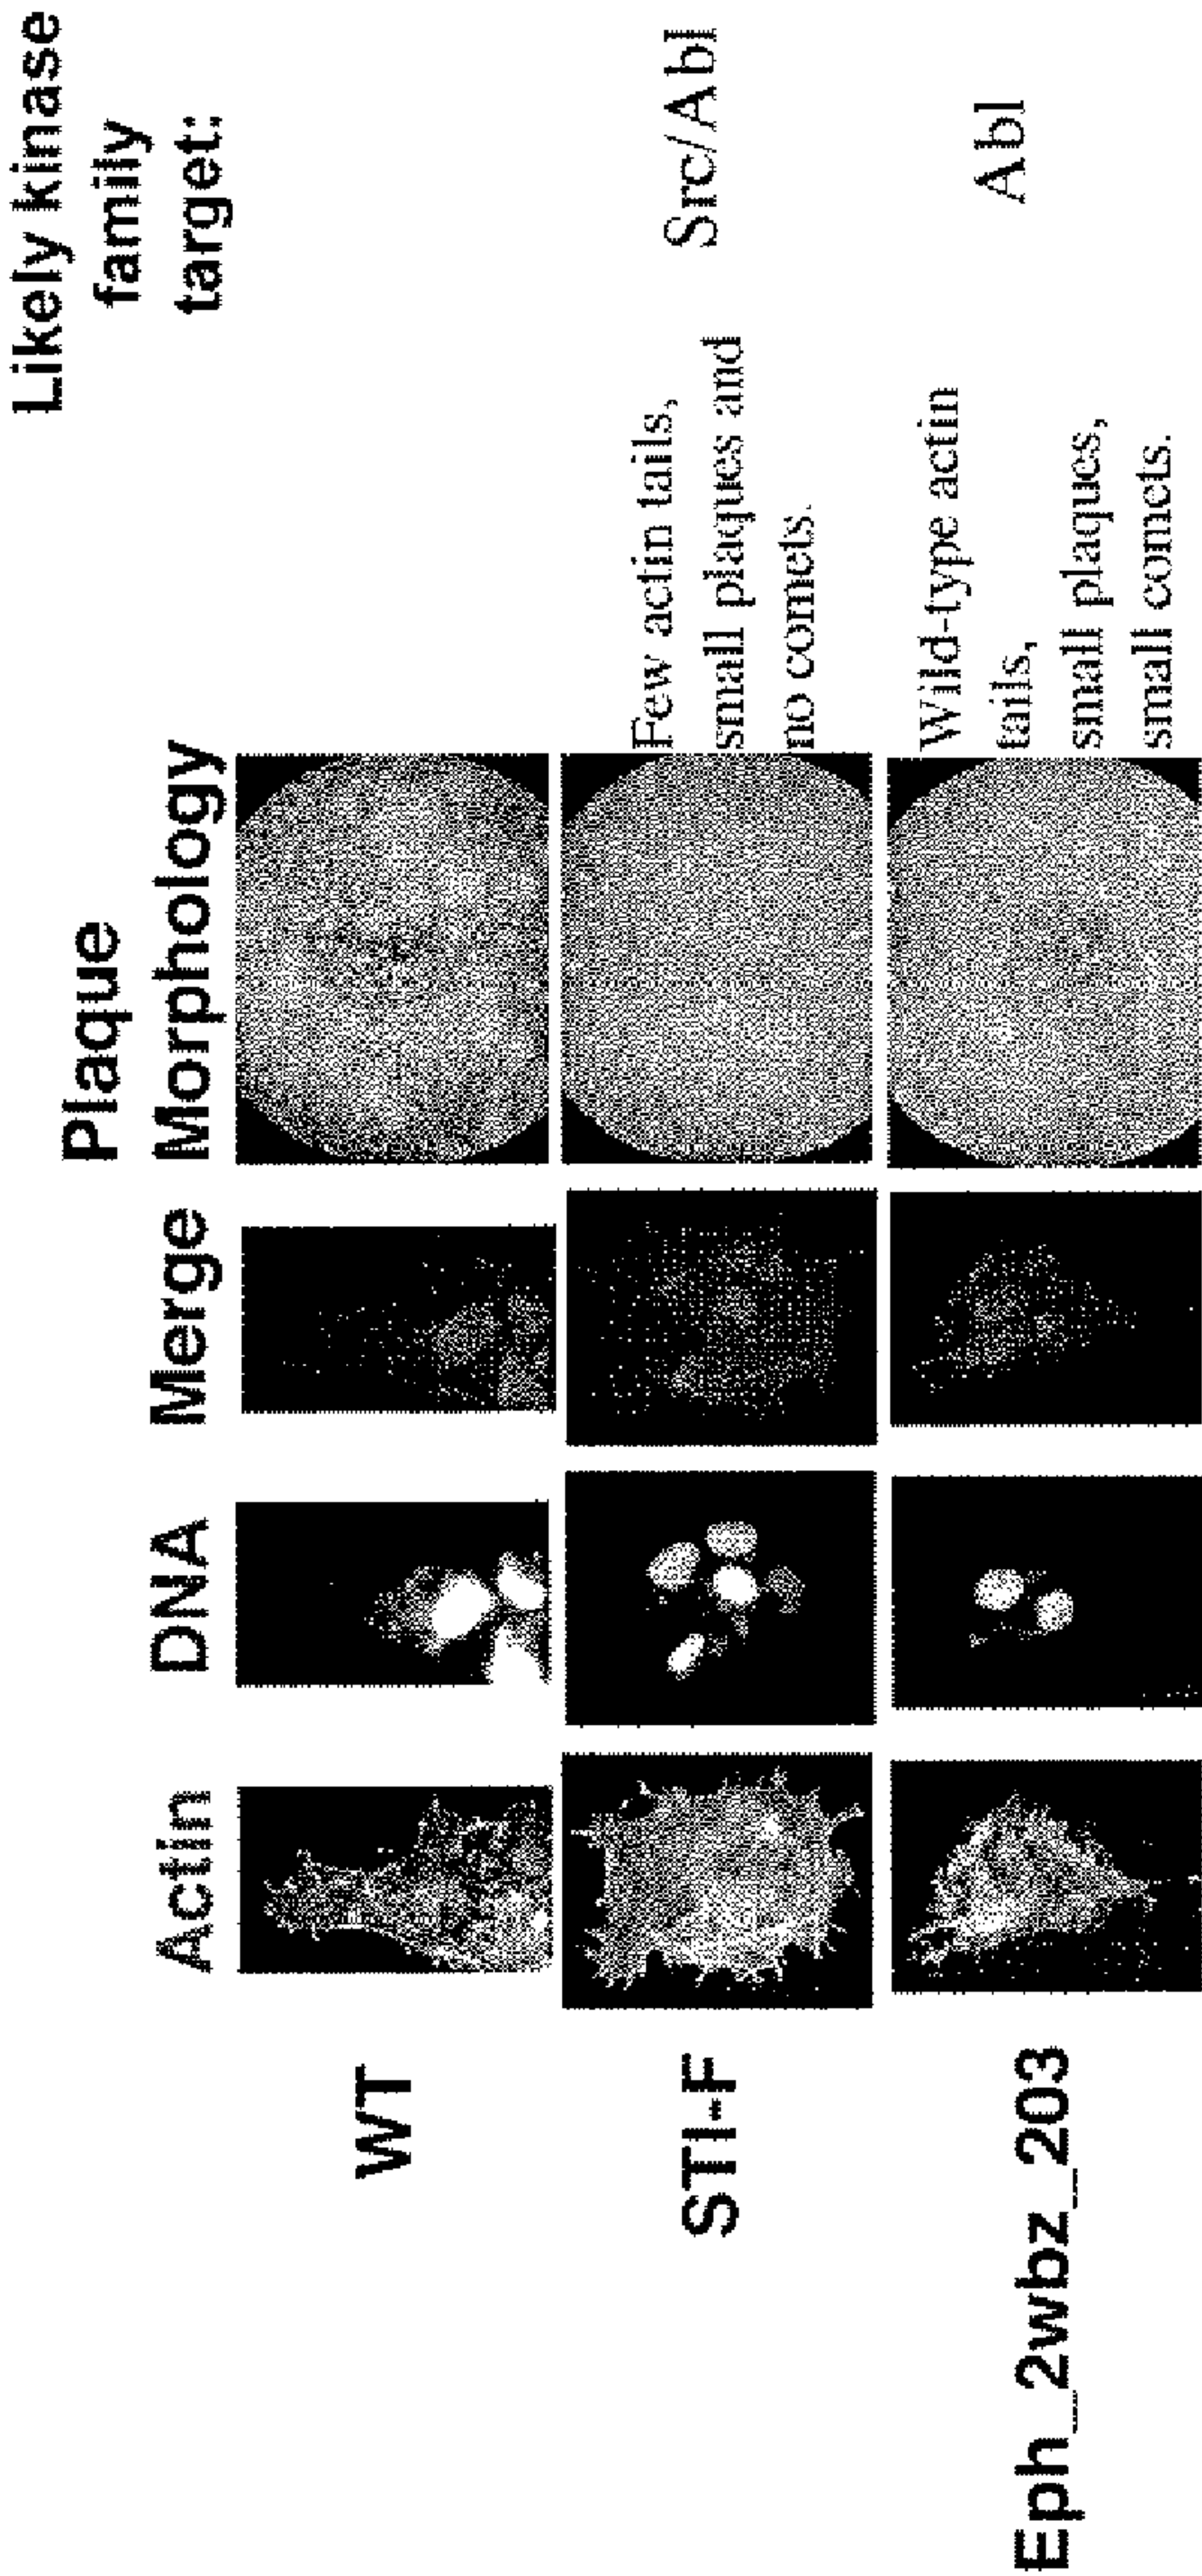 Actin
DNA
Merge
Plaque
Morphology
Likely kinase
family
target:
WT
STI-F
Few actin tails,
small plaques and
no comets.
Src/Abl
Eph_2wbz_203
Wild-type actin
tails,
small plaques,
small comets.
Abl